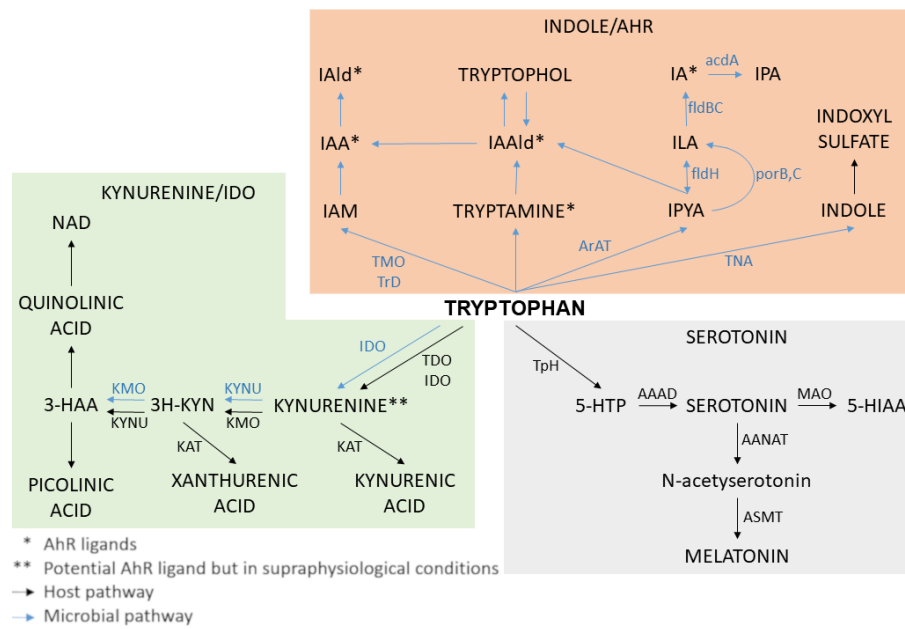 INDOLE/AHR
IAld*
TRYPTOPHOL
IA*
acdA
IPA
fldBC
INDOXYL
SULFATE
IAA*
IAAld*
ILA
fldH
porB,C
IAM
TRYPTAMINE*
IPYA
INDOLE
TMO
TrD
ArAT
TNA
TRYPTOPHAN
KYNURENINE/IDO
NAD
QUINOLINIC
ACID
IDO
TDO
IDO
3-HAA
KMO
KYNU
3H-KYN
KYNU
KMO
KYNURENINE**
KAT
KAT
PICOLINIC
ACID
XANTHURENIC
ACID
KYNURENIC
ACID
SEROTONIN
TpH
5-HTP
AAAD
SEROTONIN
MAO
5-HIAA
AANAT
N-acetyserotonin
ASMT
MELATONIN
* AhR ligands
** Potential AhR ligand but in supraphysiological conditions
Host pathway
Microbial pathway